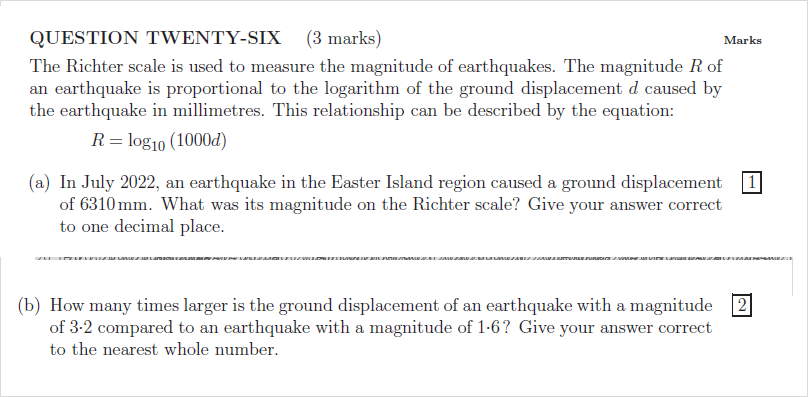 QUESTION TWENTY-SIX (3 marks) Marks
The Richter scale is used to measure the magnitude of earthquakes. The magnitude R of
an earthquake is proportional to the logarithm of the ground displacement d caused by
the earthquake in millimetres. This relationship can be described by the equation:
R = log₁₀ (1000d)
(a) In July 2022, an earthquake in the Easter Island region caused a ground displacement 1
of 6310 mm. What was its magnitude on the Richter scale? Give your answer correct
to one decimal place.
(b) How many times larger is the ground displacement of an earthquake with a magnitude 2
of 3·2 compared to an earthquake with a magnitude of 1·6? Give your answer correct
to the nearest whole number.